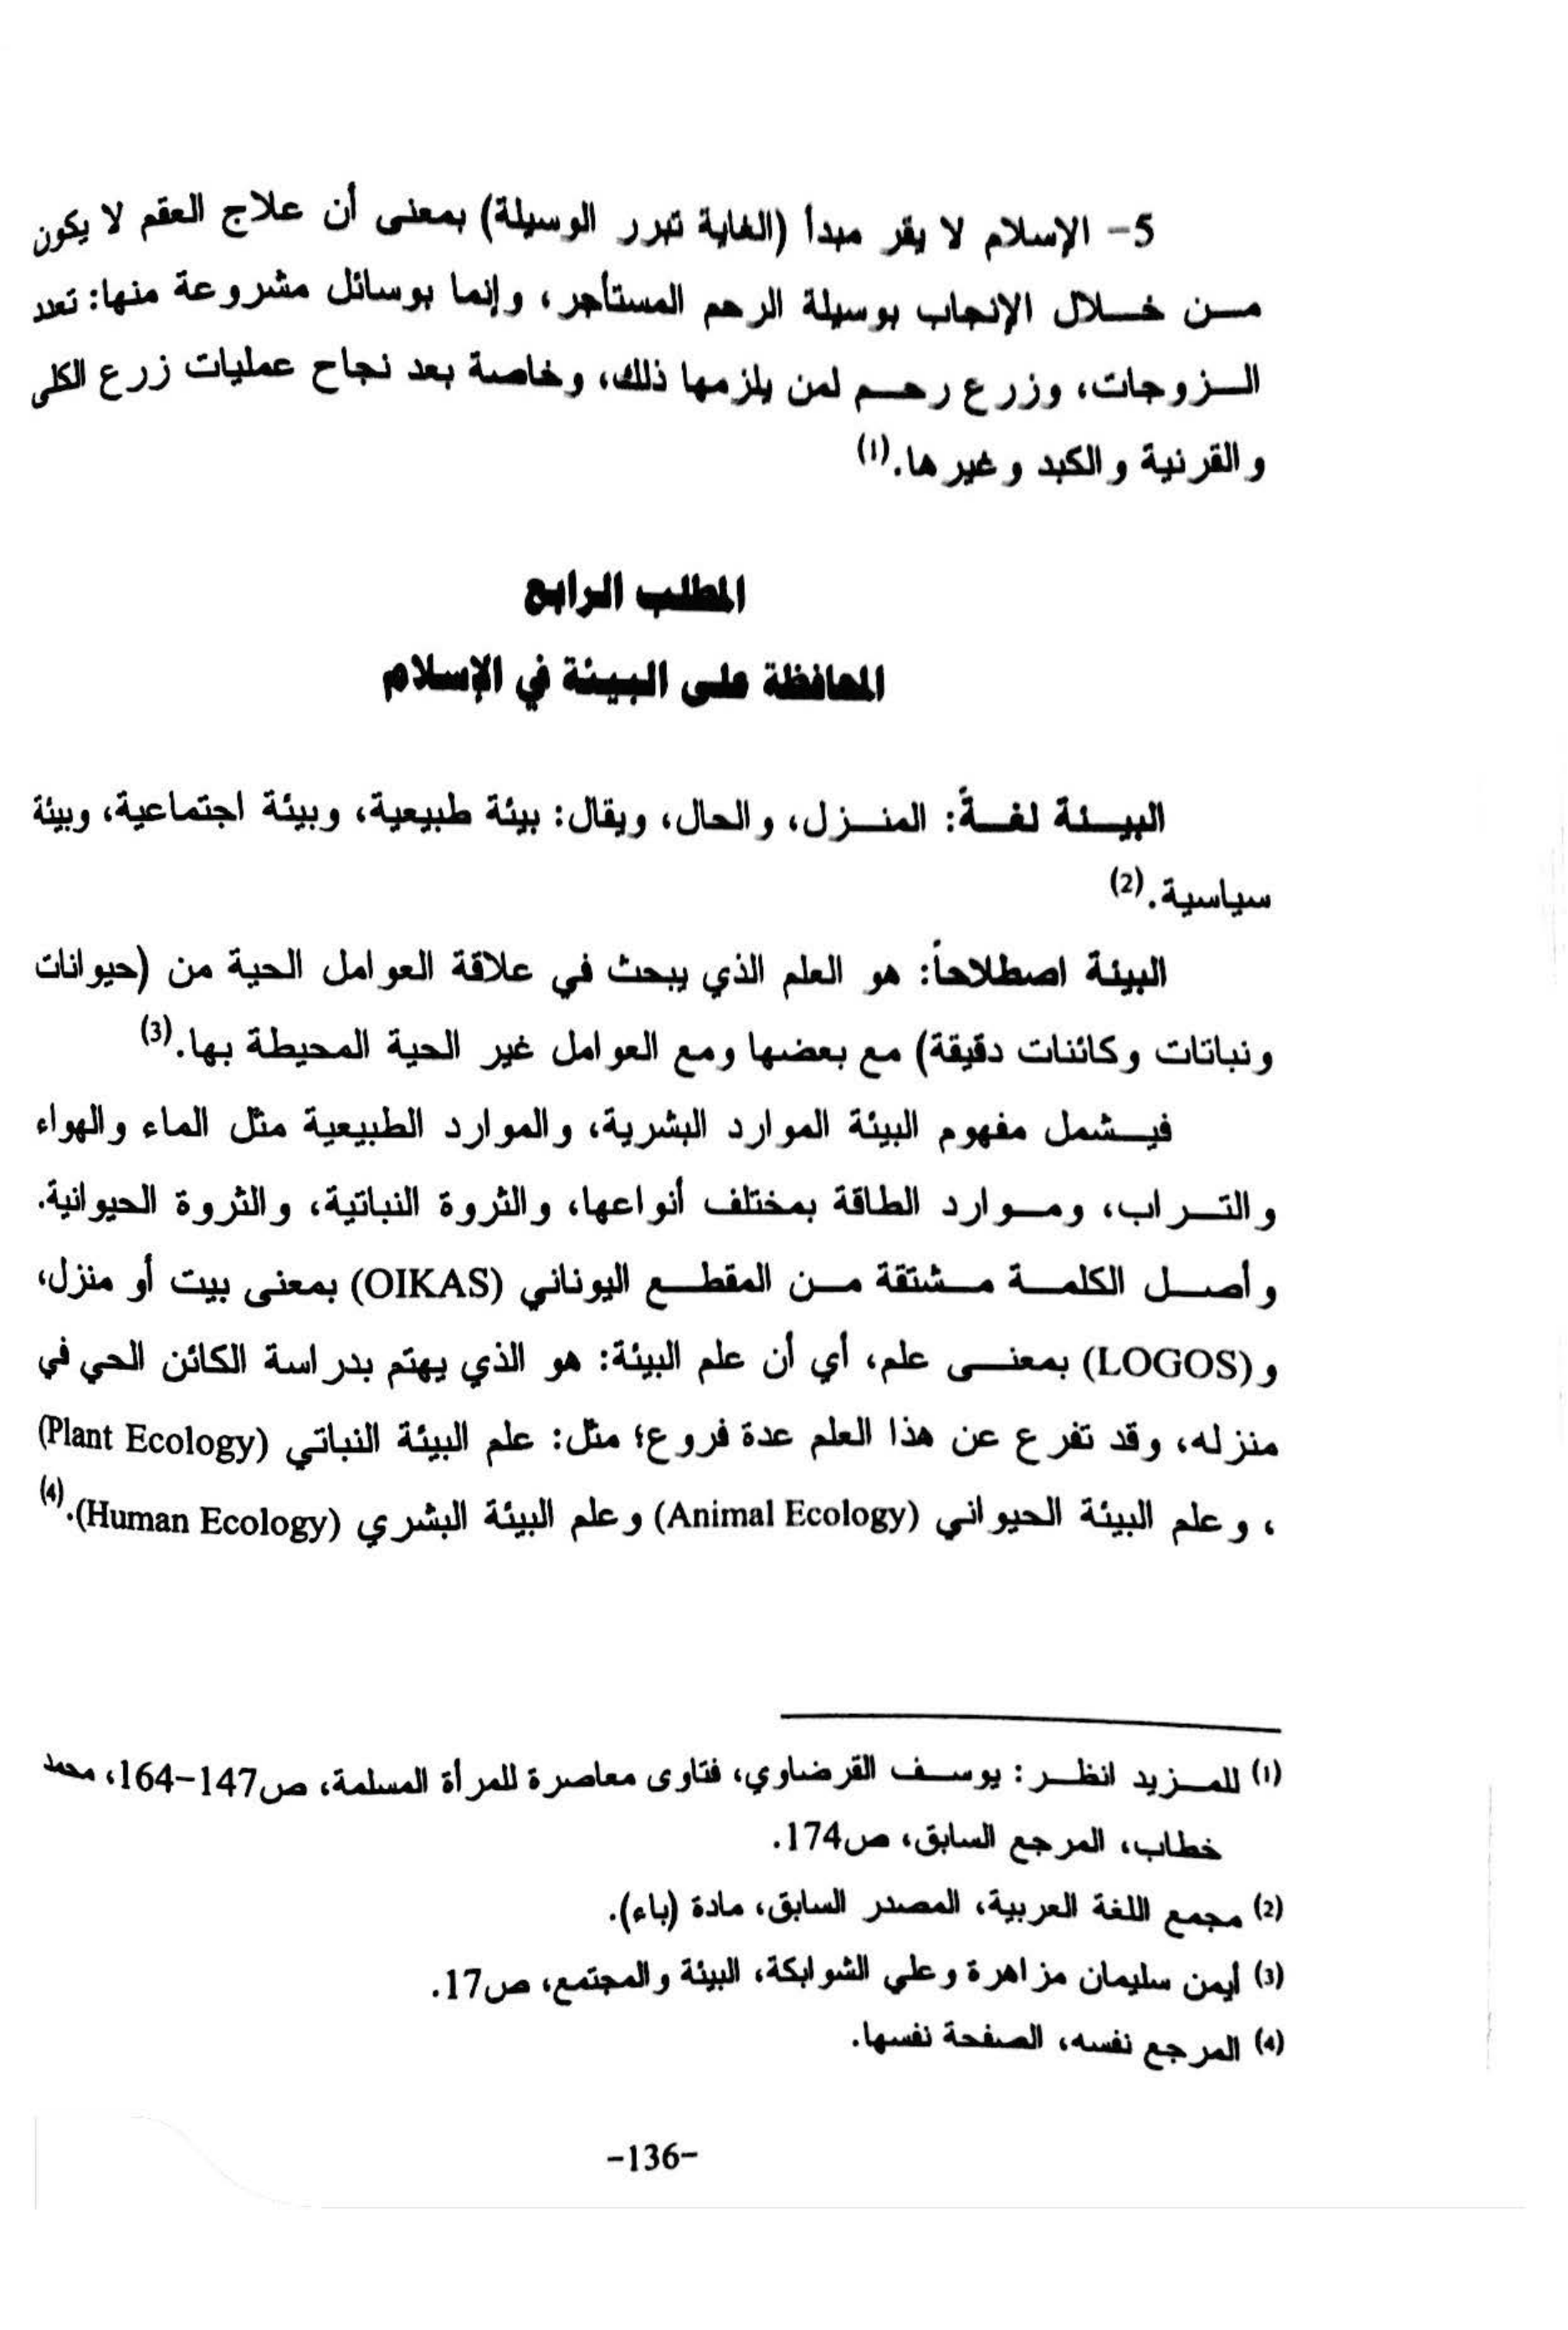 5- الإسلام لا يقر مبدأ (الغاية تبرر الوسيلة) بمعنى أن علاج العقم لا يكون
من خلال الإنجاب بوسيلة الرحم المستأجر، وإنما بوسائل مشروعة منها: تعدد
الزوجات، وزرع رحم لمن يلزمها ذلك، وخاصة بعد نجاح عمليات زرع الكلى
والقرنية والكبد وغيرها.(1)
المطلب الرابع
المحافظة على البيئة في الإسلام
البيئة لغةً: المنزل، والحال، ويقال: بيئة طبيعية، وبيئة اجتماعية، وبيئة
سياسية.(2)
البيئة اصطلاحاً: هو العلم الذي يبحث في علاقة العوامل الحية من (حيوانات
ونباتات وكائنات دقيقة) مع بعضها ومع العوامل غير الحية المحيطة بها.(3)
فيشمل مفهوم البيئة الموارد البشرية، والموارد الطبيعية مثل الماء والهواء
والتراب، وموارد الطاقة بمختلف أنواعها، والثروة النباتية، والثروة الحيوانية.
وأصل الكلمة مشتقة من المقطع اليوناني (OIKAS) بمعنى بيت أو منزل،
و(LOGOS) بمعنى علم، أي أن علم البيئة: هو الذي يهتم بدراسة الكائن الحي في
منزله، وقد تفرع عن هذا العلم عدة فروع؛ مثل: علم البيئة النباتي (Plant Ecology)
، وعلم البيئة الحيواني (Animal Ecology) وعلم البيئة البشري (Human Ecology).(4)
(1) للمزيد انظر: يوسف القرضاوي، فتاوى معاصرة للمرأة المسلمة، ص147-164، محمد
خطاب، المرجع السابق، ص174.
(2) مجمع اللغة العربية، المصدر السابق، مادة (باء).
(3) أيمن سليمان مزاهرة وعلي الشوابكة، البيئة والمجتمع، ص17.
(4) المرجع نفسه، الصفحة نفسها.
-136-